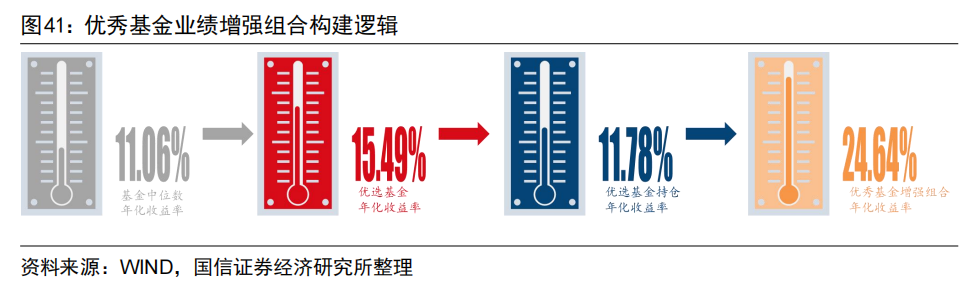 图41：优秀基金业绩增强组合构建逻辑
11.06%
基金中位数
年化收益率
15.49%
优选基金
年化收益率
11.78%
优选基金持仓
年化收益率
24.64%
优秀基金增强组合
年化收益率
资料来源：WIND，国信证券经济研究所整理